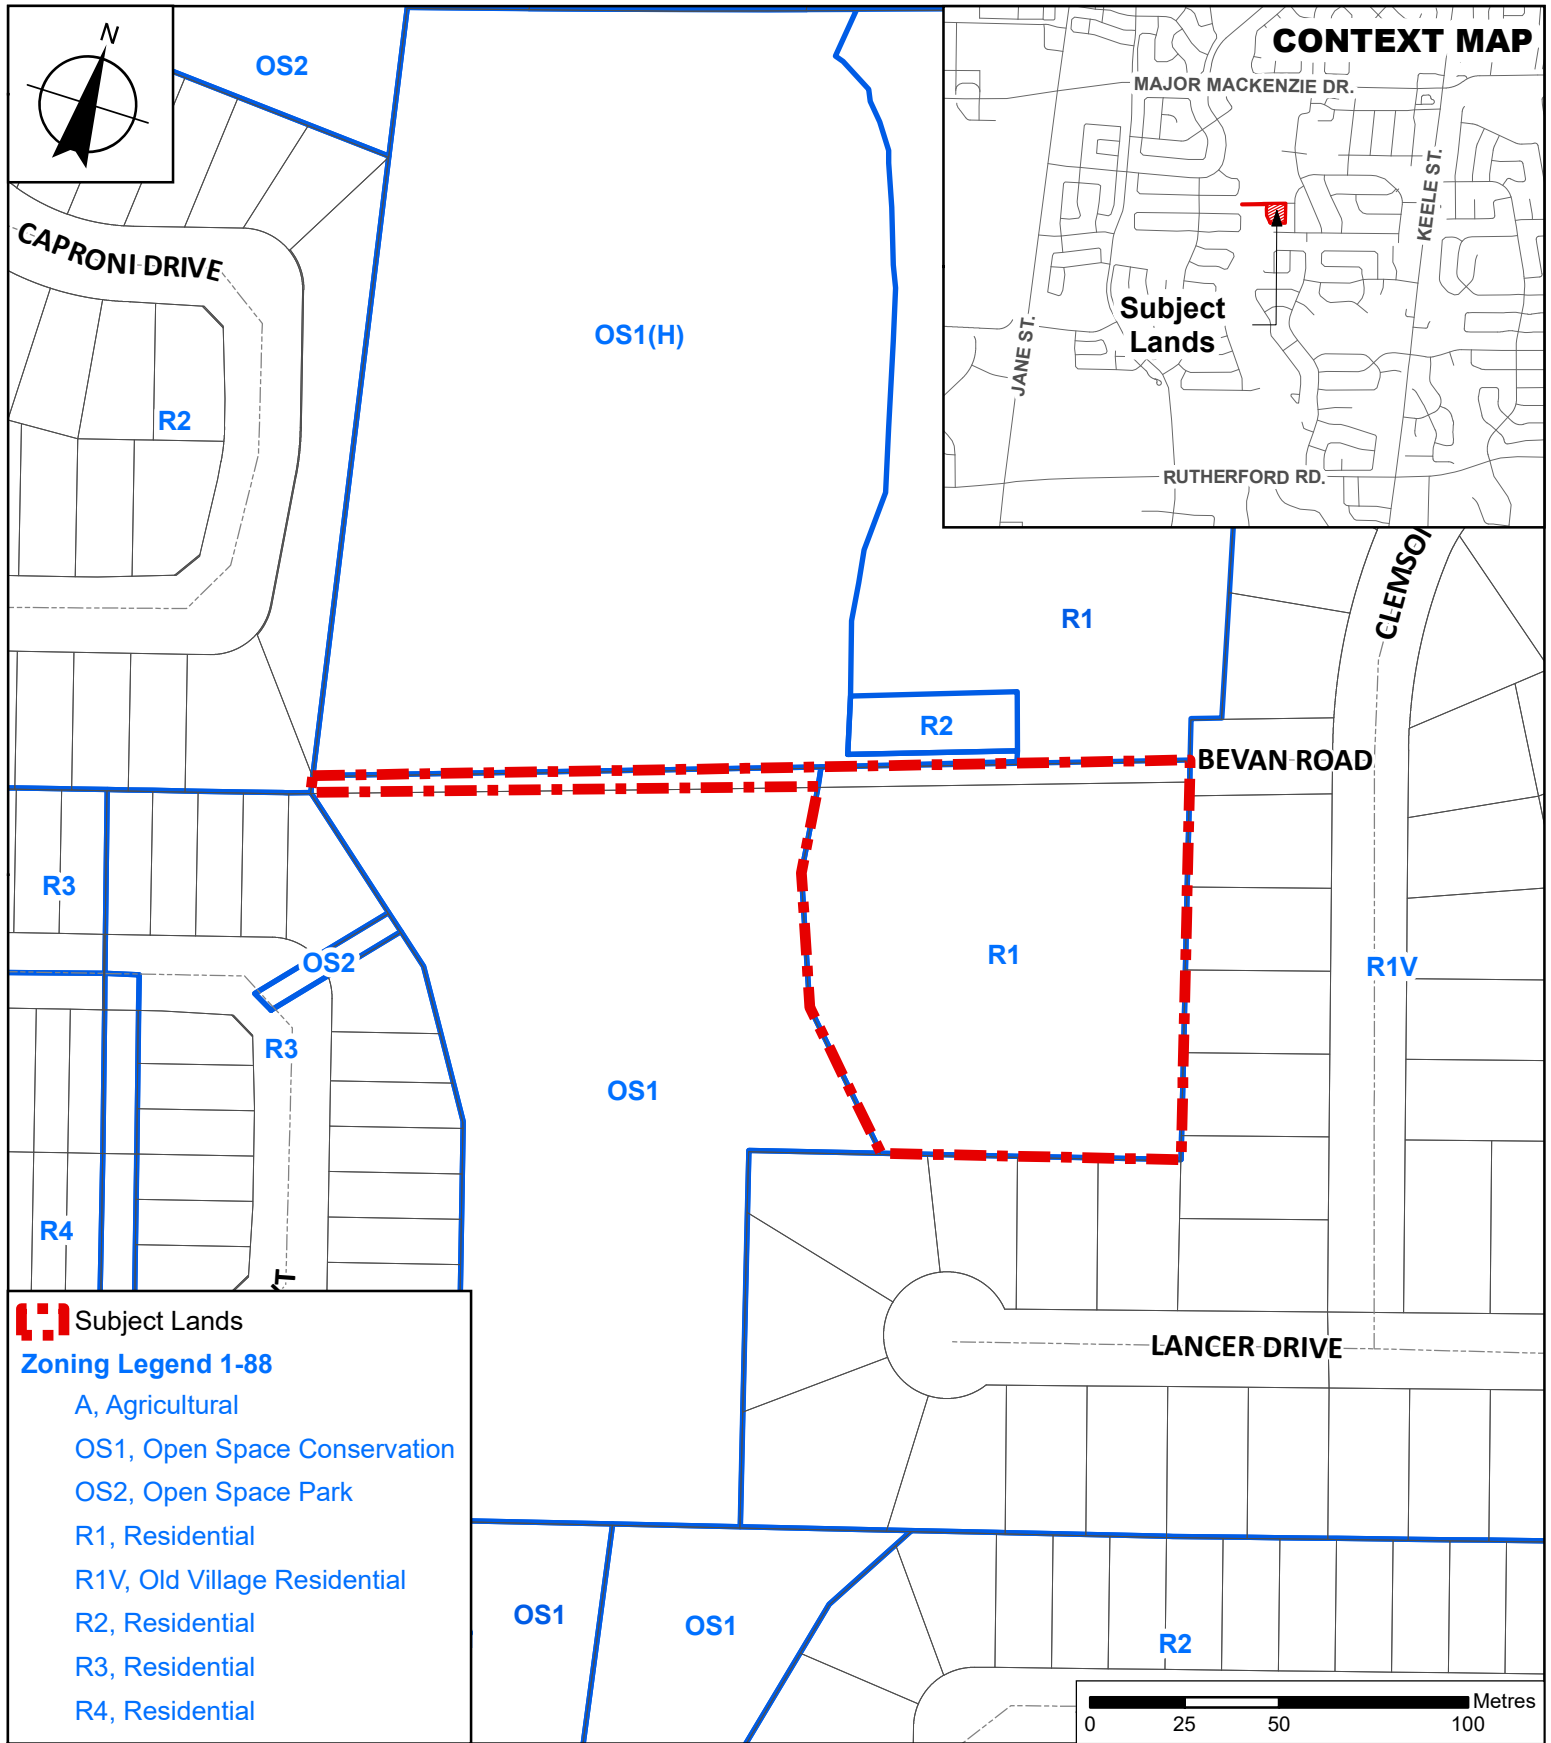 N
OS2
CONTEXT MAP
MAJOR MACKENZIE DR.
KEELE ST.
JANE ST.
Subject
Lands
RUTHERFORD RD.
CAPRONI DRIVE
OS1(H)
R2
CLEMSON
R1
R2
BEVAN ROAD
R3
OS2
R1
R1V
R3
OS1
R4
LANCER DRIVE
Subject Lands
Zoning Legend 1-88
A, Agricultural
OS1, Open Space Conservation
OS2, Open Space Park
R1, Residential
R1V, Old Village Residential
R2, Residential
R3, Residential
R4, Residential
OS1
OS1
R2
Metres
0 25 50 100